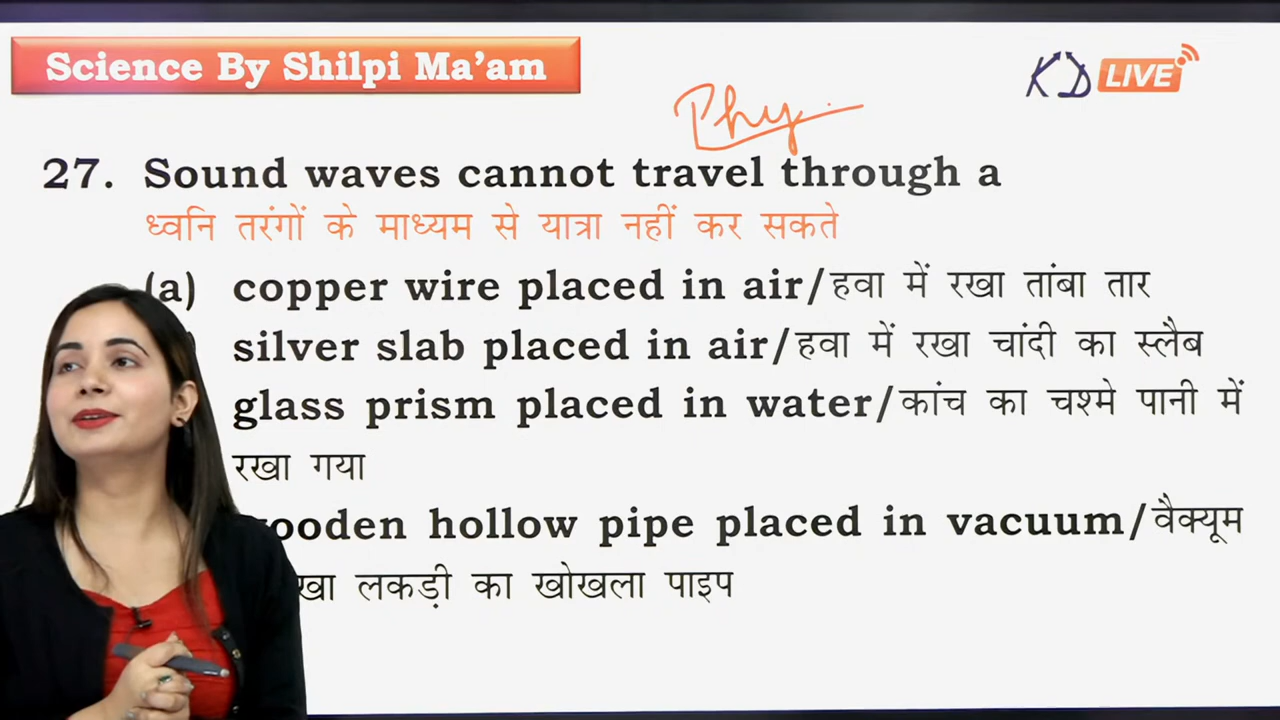 Science By Shilpi Ma'am
KD LIVE
Phy.
27. Sound waves cannot travel through a
ध्वनि तरंगों के माध्यम से यात्रा नहीं कर सकते
(a) copper wire placed in air/हवा में रखा तांबा तार
silver slab placed in air/हवा में रखा चांदी का स्लैब
glass prism placed in water/कांच का चश्मे पानी में
रखा गया
wooden hollow pipe placed in vacuum/वैक्यूम
लकड़ी का खोखला पाइप